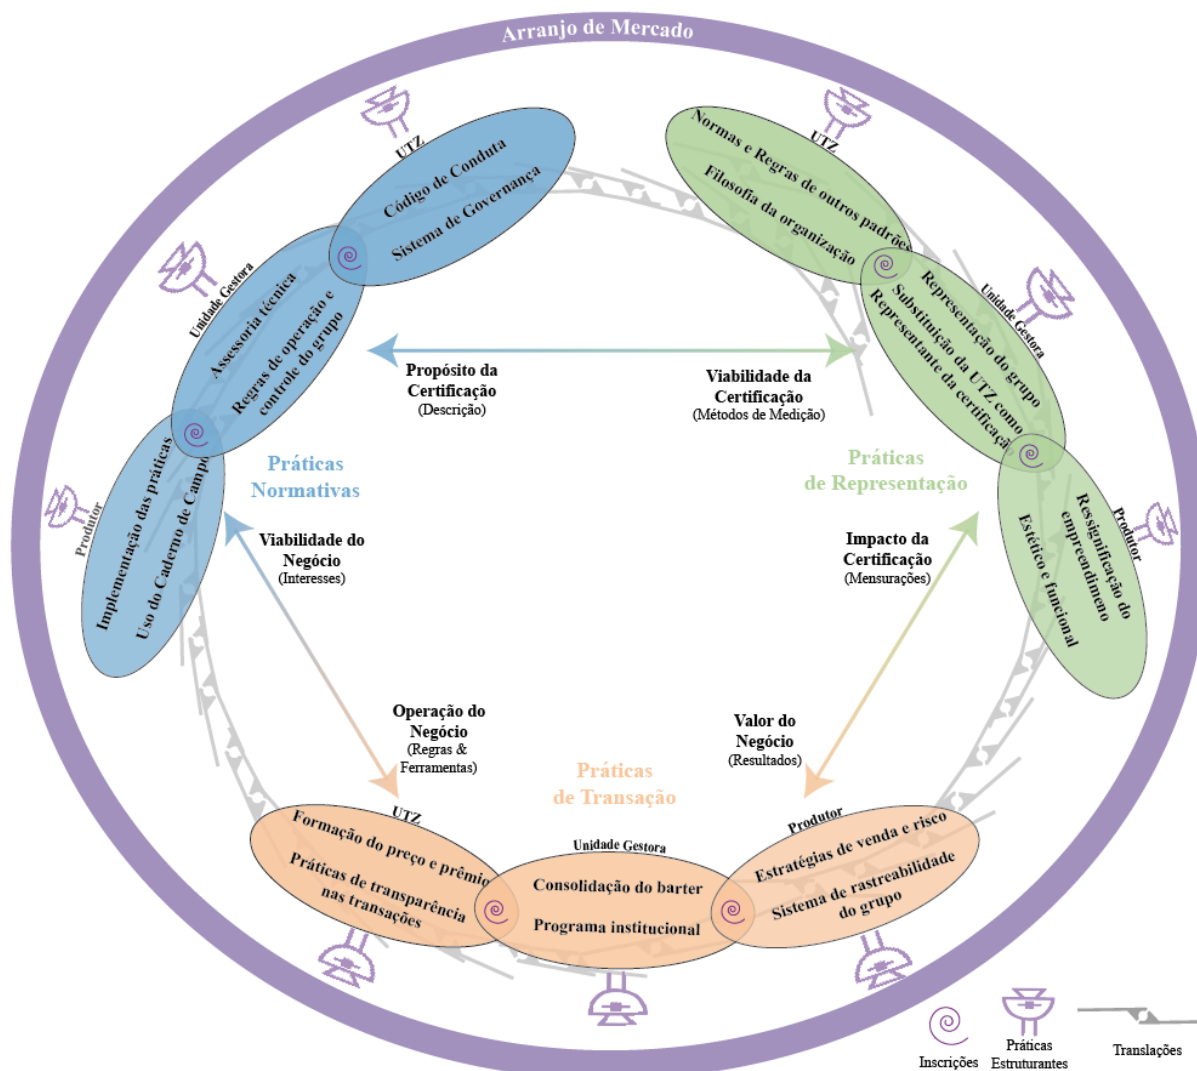 Arranjo de Mercado
UTZ
Código de Conduta
Sistema de Governança
Unidade Gestora
Assessoria técnica
Regras de operação e
controle do grupo
Produtor
Implementação das práticas
Uso do Caderno de Campo
UTZ
Normas e Regras de outros padrões
Filosofia da organização
Unidade Gestora
Representação do grupo
Substituição da UTZ como
Representante da certificação
Produtor
Ressignificação do
empreendimeno
Estético e funcional
Propósito da
Certificação
(Descrição)
Viabilidade da
Certificação
(Métodos de Medição)
Práticas
Normativas
Práticas
de Representação
Viabilidade do
Negócio
(Interesses)
Impacto da
Certificação
(Mensurações)
Operação do
Negócio
(Regras &
Ferramentas)
Valor do
Negócio
(Resultados)
Práticas
de Transação
UTZ
Formação do preço e prêmio
Práticas de transparência
nas transações
Unidade Gestora
Consolidação do barter
Programa institucional
Produtor
Estratégias de venda e risco
Sistema de rastreabilidade
do grupo
Inscrições
Práticas
Estruturantes
Translações